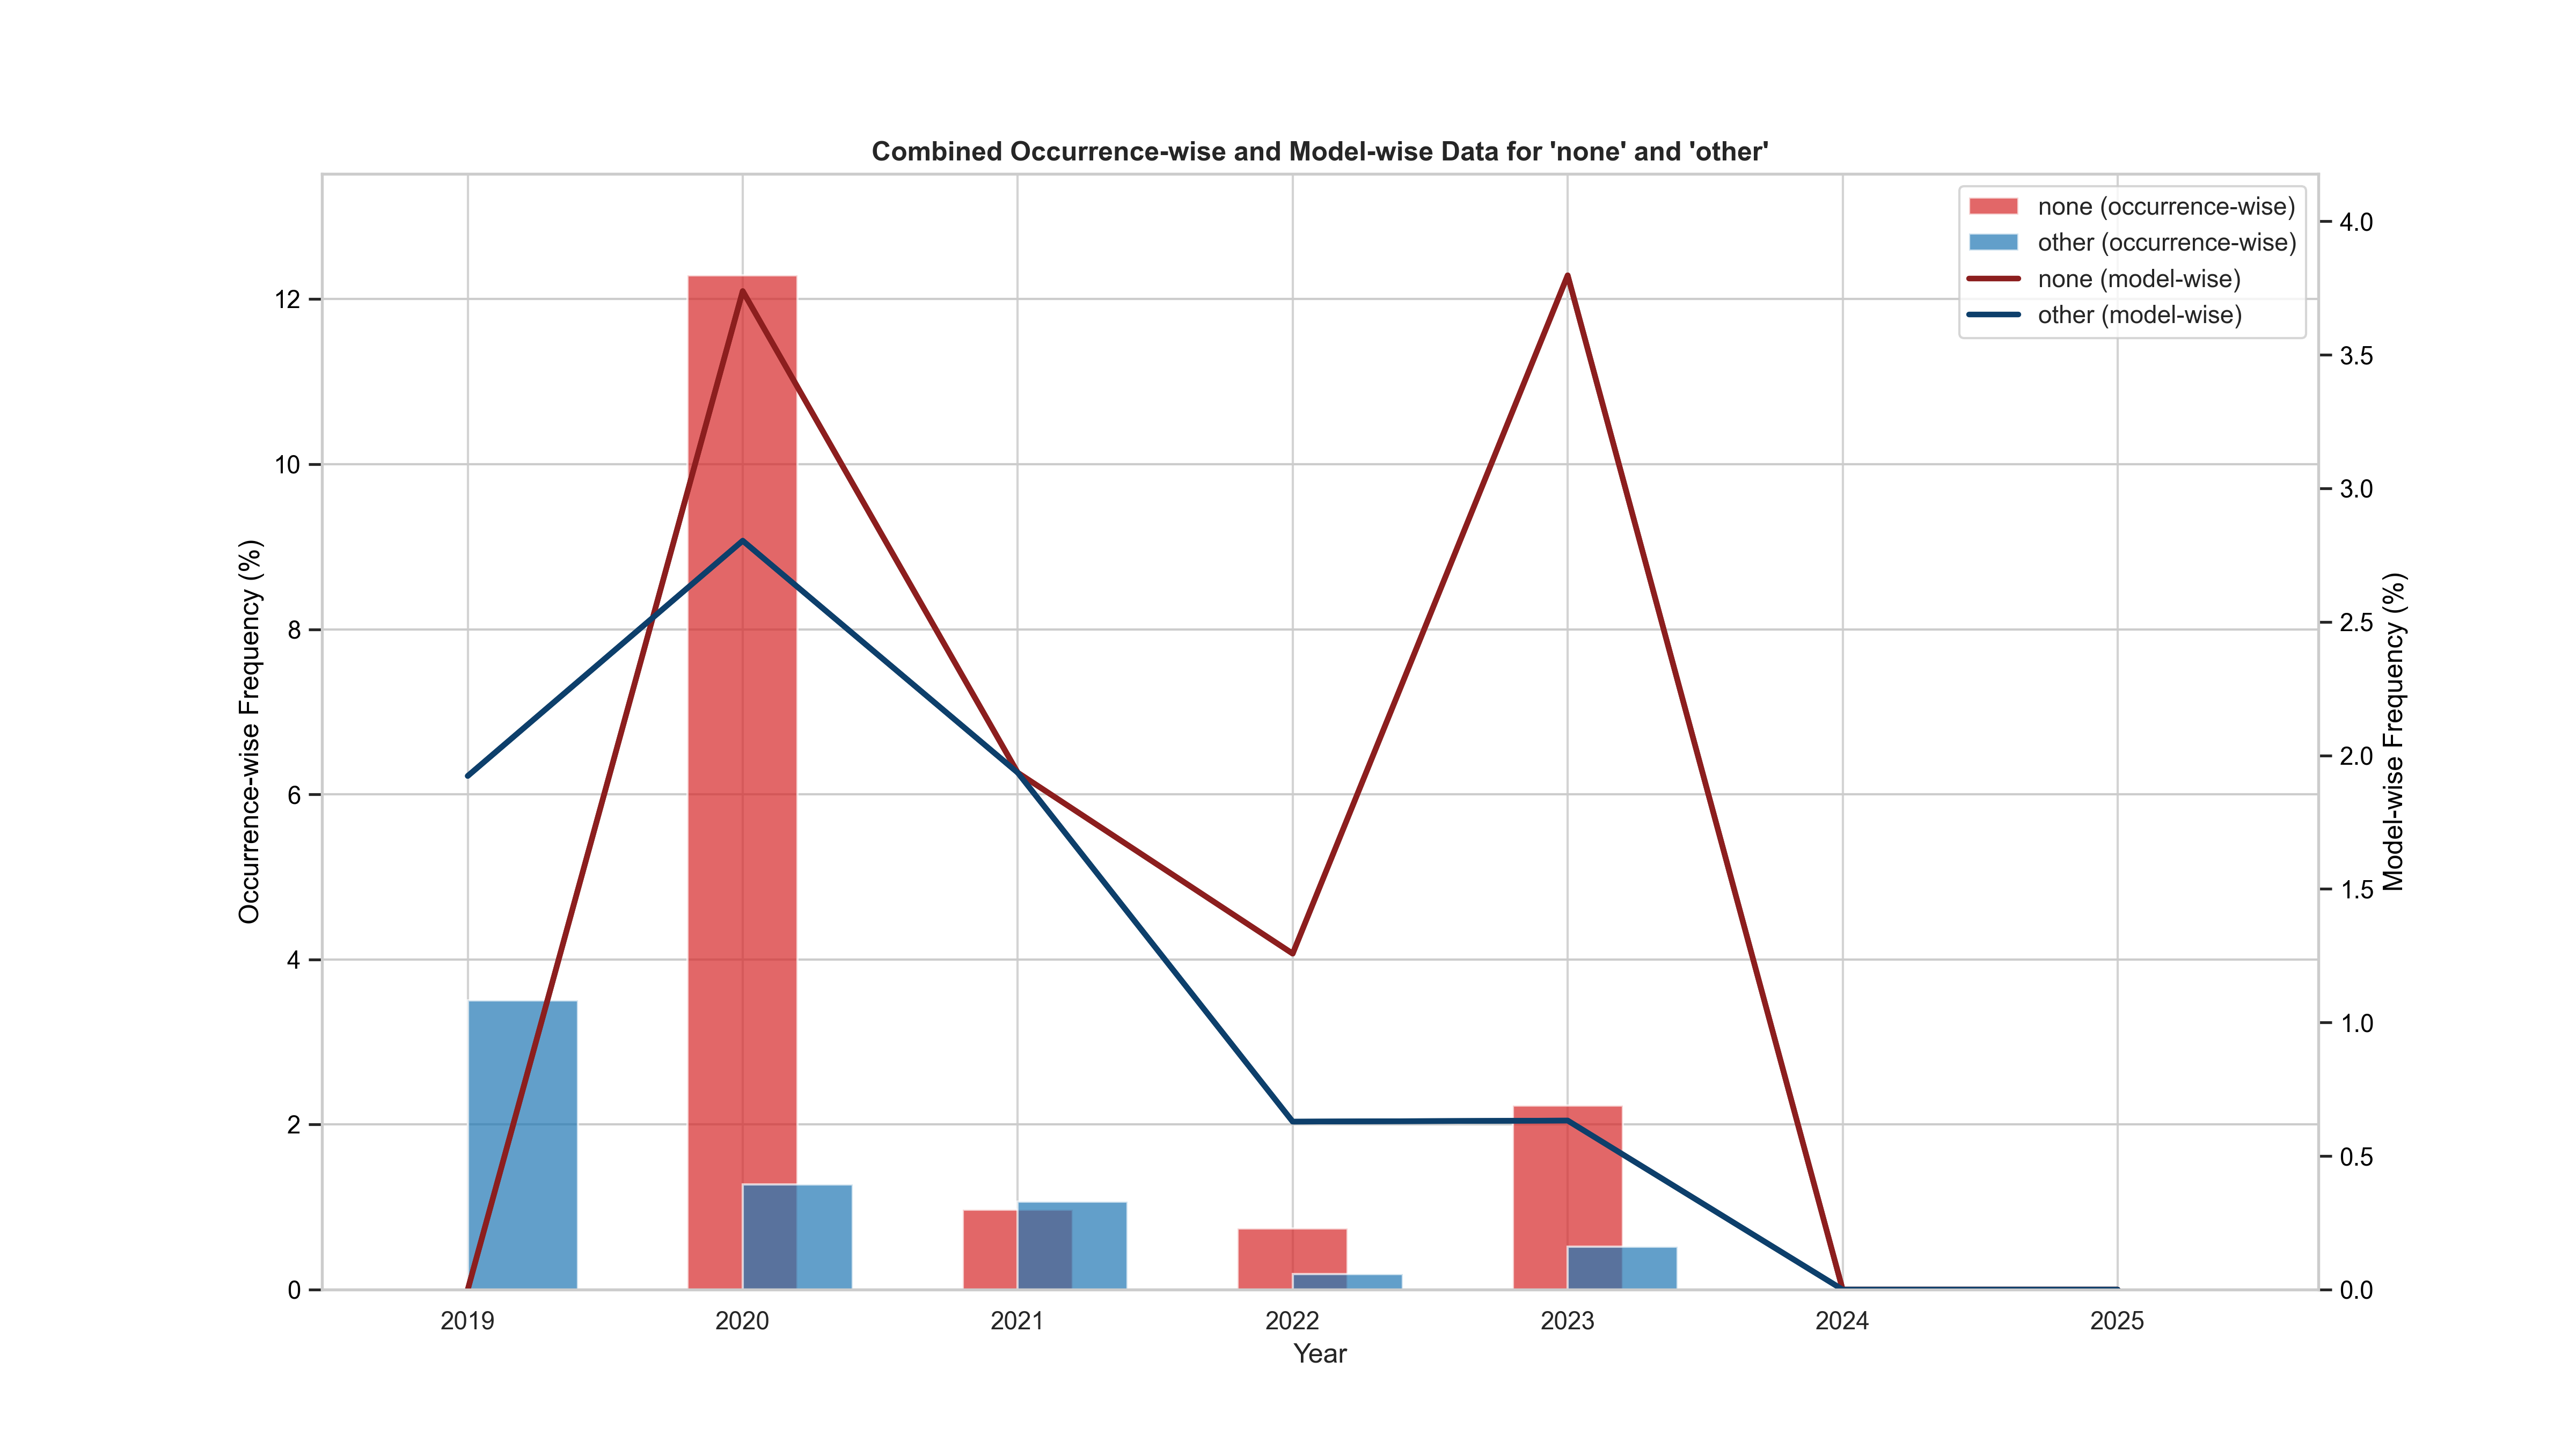 Combined Occurrence-wise and Model-wise Data for 'none' and 'other'
none (occurrence-wise)
other (occurrence-wise)
none (model-wise)
other (model-wise)
Occurrence-wise Frequency (%)
12
10
8
6
4
2
0
4.0
3.5
3.0
2.5
2.0
1.5
1.0
0.5
0.0
Model-wise Frequency (%)
2019 2020 2021 2022 2023 2024 2025
Year